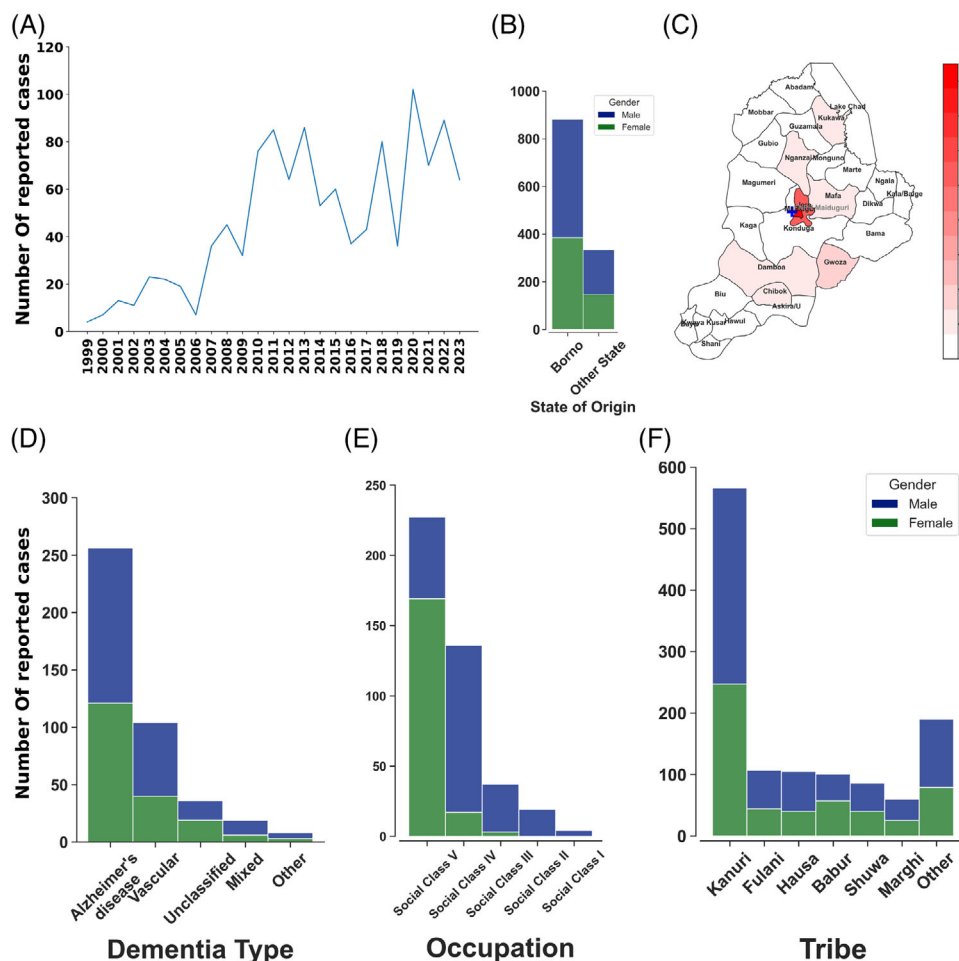 (A)
Number Of reported cases
120
100
80
60
40
20
0
1999
2000
2001
2002
2003
2004
2005
2006
2007
2008
2009
2010
2011
2012
2013
2014
2015
2016
2017
2018
2019
2020
2021
2022
2023
(B)
1000
800
600
400
200
0
Gender
Male
Female
Borno
Other State
State of Origin
(C)
Abadam
Lake Chad
Mobbar
Kukawa
Guzamala
Gubio
Nganzai
Monguno
Marte
Magumeri
Ngala
Mafa
Kala/Balge
Dikwa
Maiduguri
Kaga
Konduga
Bama
Damboa
Gwoza
Chibok
Biu
Askira/U
Kwaya Kusar
Hawul
Bayo
Shani
(D)
Number Of reported cases
300
250
200
150
100
50
0
Alzheimer's
disease
Vascular
Unclassified
Mixed
Other
Dementia Type
(E)
250
200
150
100
50
0
Social Class V
Social Class IV
Social Class III
Social Class II
Social Class I
Occupation
(F)
600
500
400
300
200
100
0
Gender
Male
Female
Kanuri
Fulani
Hausa
Babur
Shuwa
Marghi
Other
Tribe